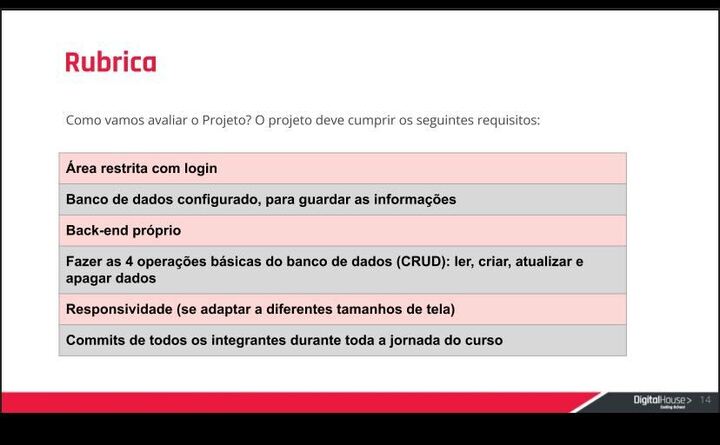 Rubrica
Como vamos avaliar o Projeto? O projeto deve cumprir os seguintes requisitos:
Área restrita com login
Banco de dados configurado, para guardar as informações
Back-end próprio
Fazer as 4 operações básicas do banco de dados (CRUD): ler, criar, atualizar e
apagar dados
Responsividade (se adaptar a diferentes tamanhos de tela)
Commits de todos os integrantes durante toda a jornada do curso
DigitalHouse>
Coding School
14